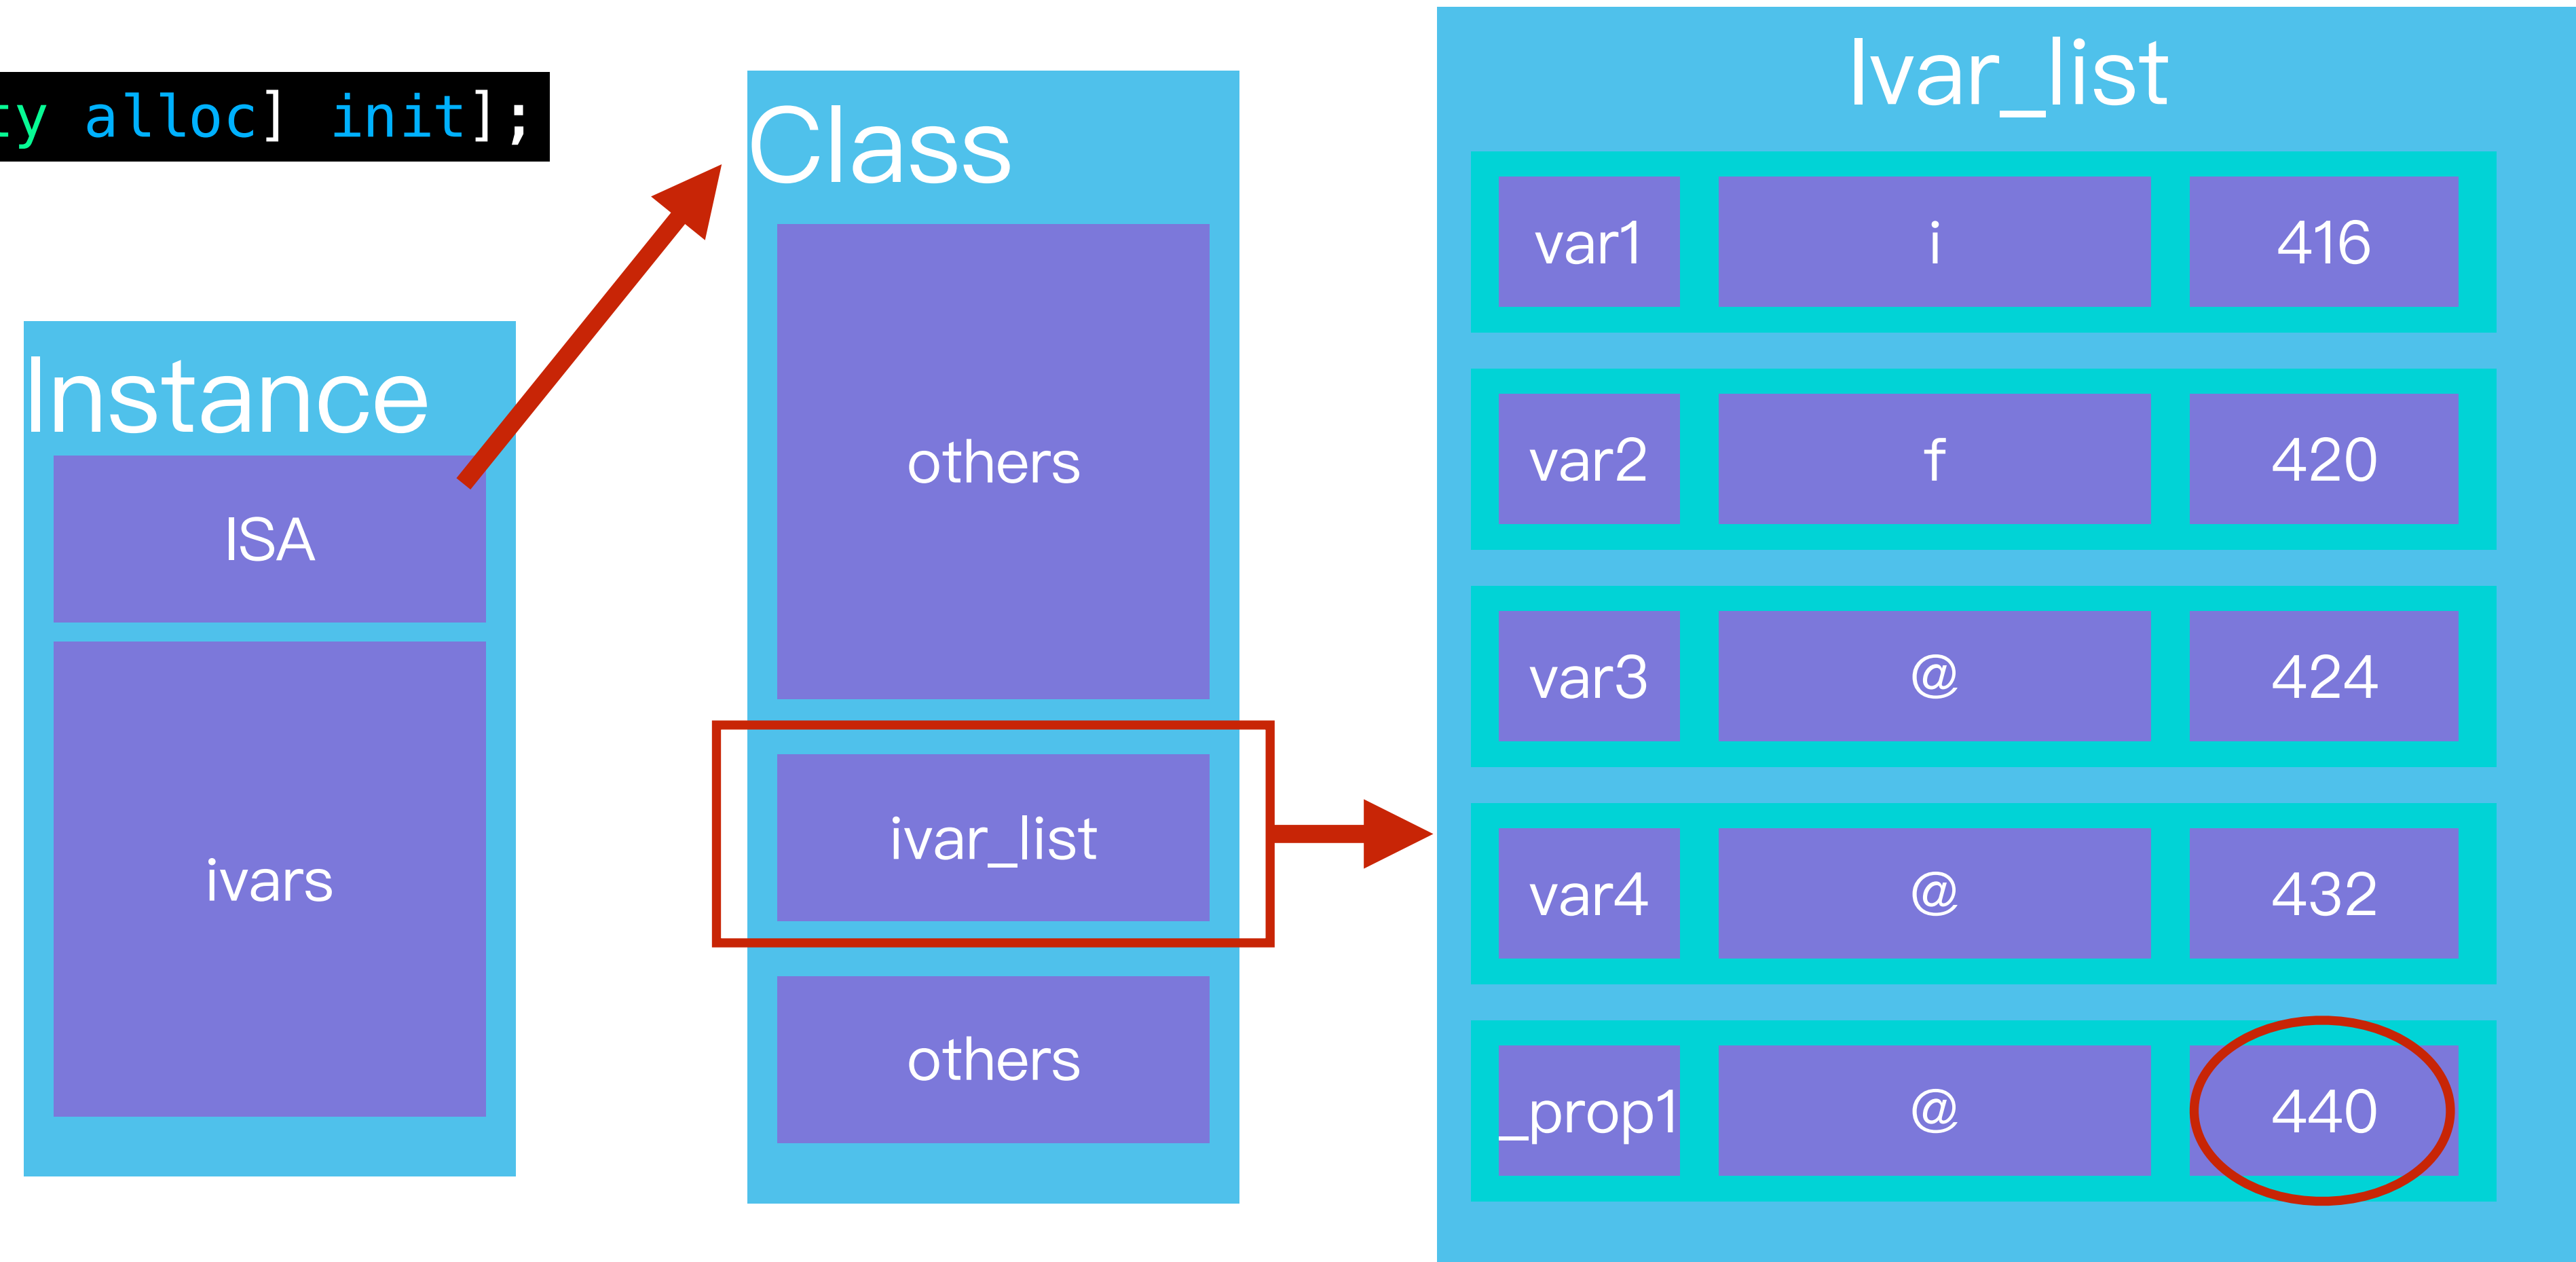 ty alloc] init];
Instance
ISA
ivars
Class
others
ivar_list
others
Ivar_list
var1 i 416
var2 f 420
var3 @ 424
var4 @ 432
_prop1 @ 440